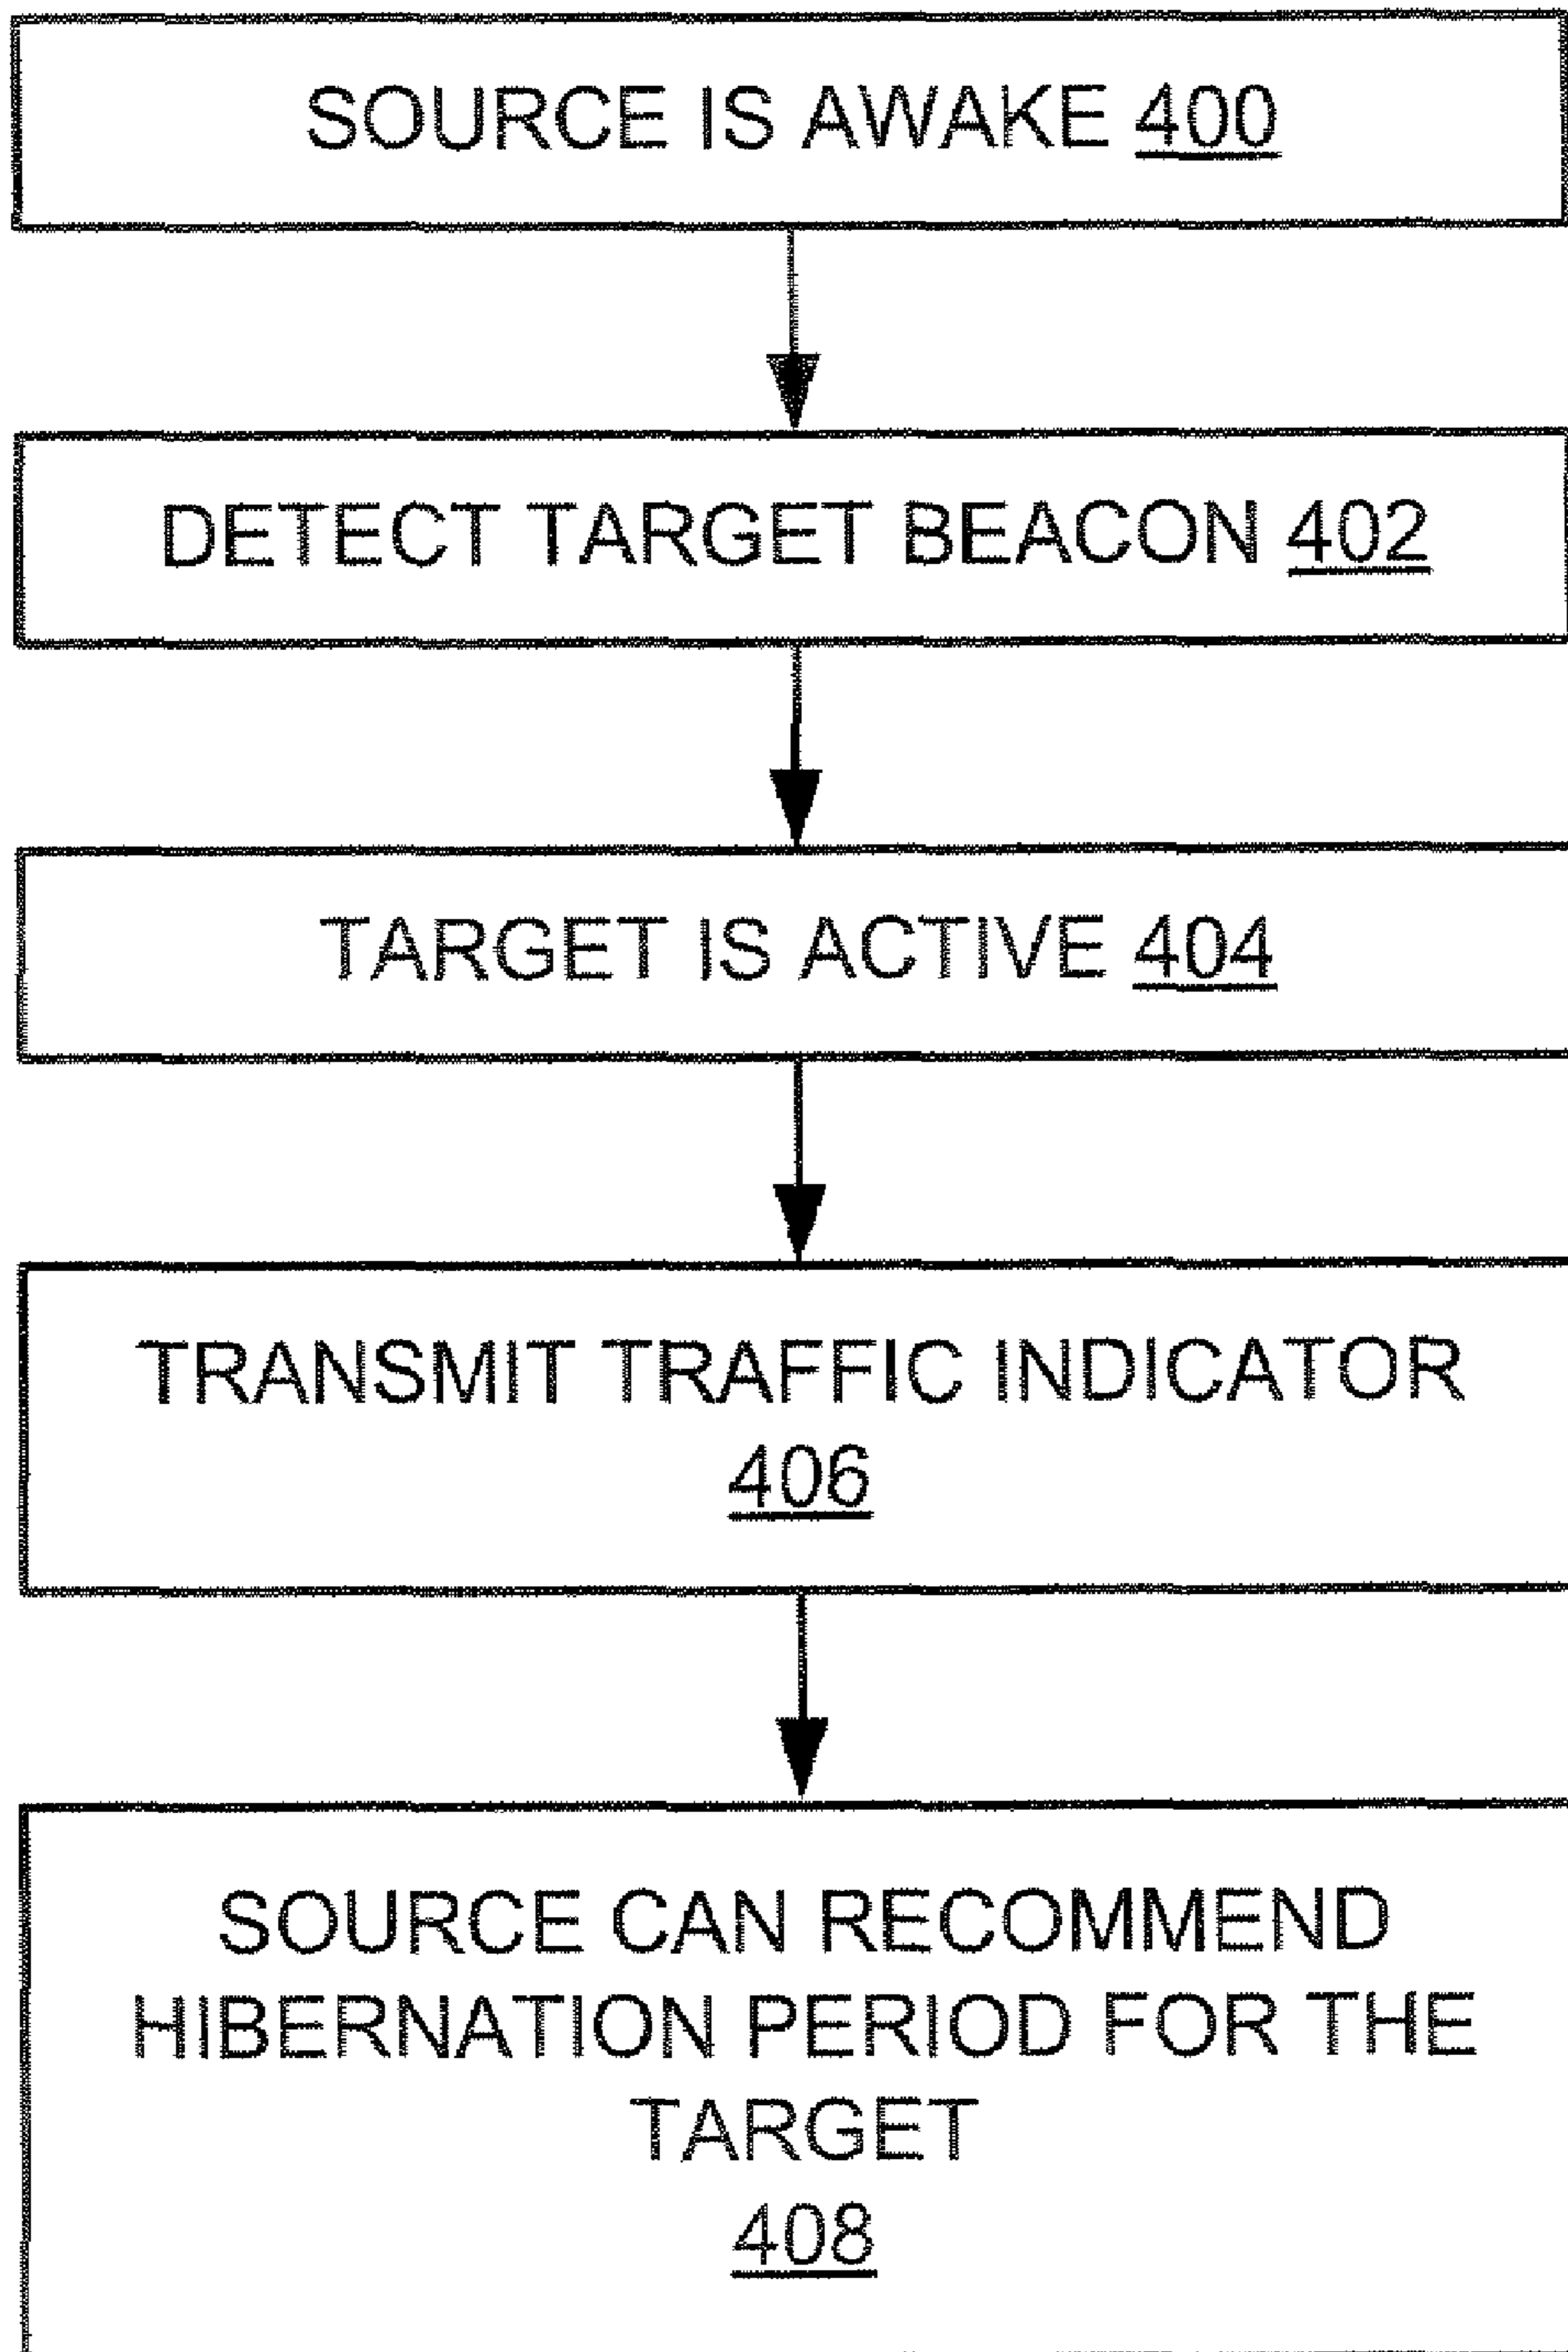 SOURCE IS AWAKE 400
DETECT TARGET BEACON 402
TARGET IS ACTIVE 404
TRANSMIT TRAFFIC INDICATOR
406
SOURCE CAN RECOMMEND
HIBERNATION PERIOD FOR THE
TARGET
408